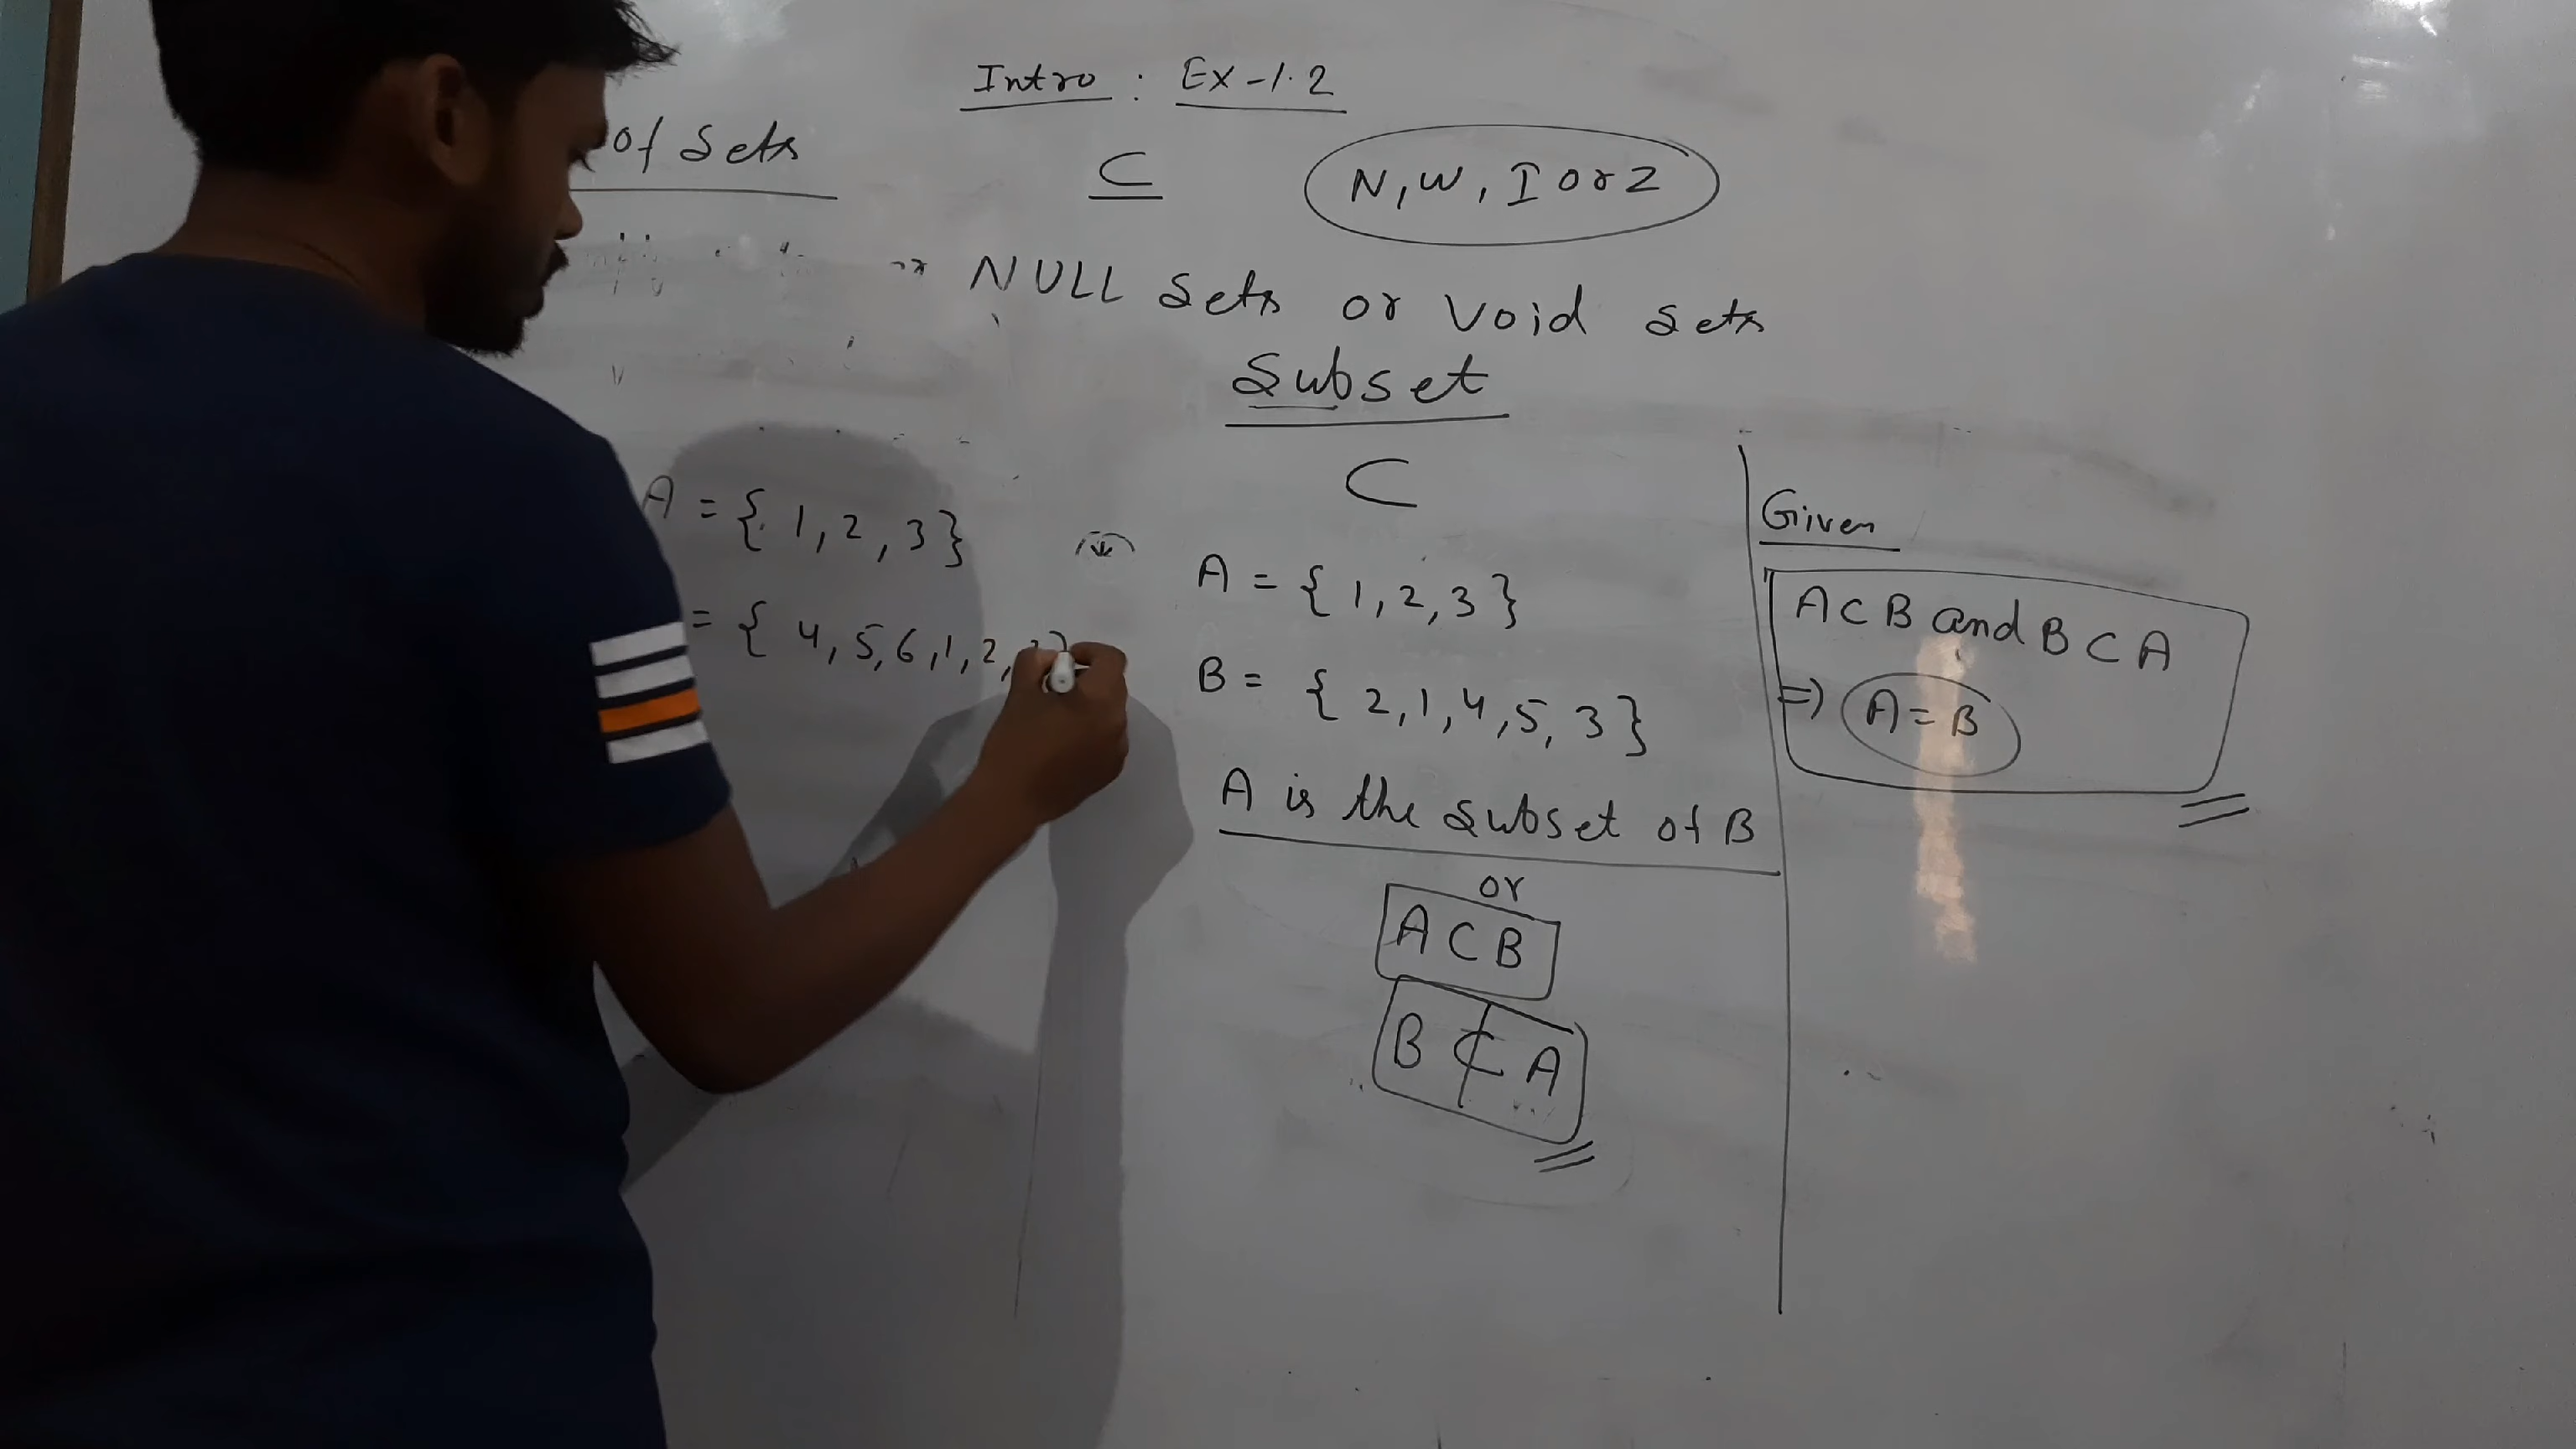 Intro : Ex-1.2
of Sets
⊂
N, W, I or Z
NULL Sets or Void Sets
Subset
⊂
A = { 1, 2, 3 }
= { 4, 5, 6, 1, 2,
A = { 1, 2, 3 }
B = { 2, 1, 4, 5, 3 }
A is the subset of B
or
A ⊂ B
B ⊄ A
Given
A ⊂ B and B ⊂ A
⇒ A = B